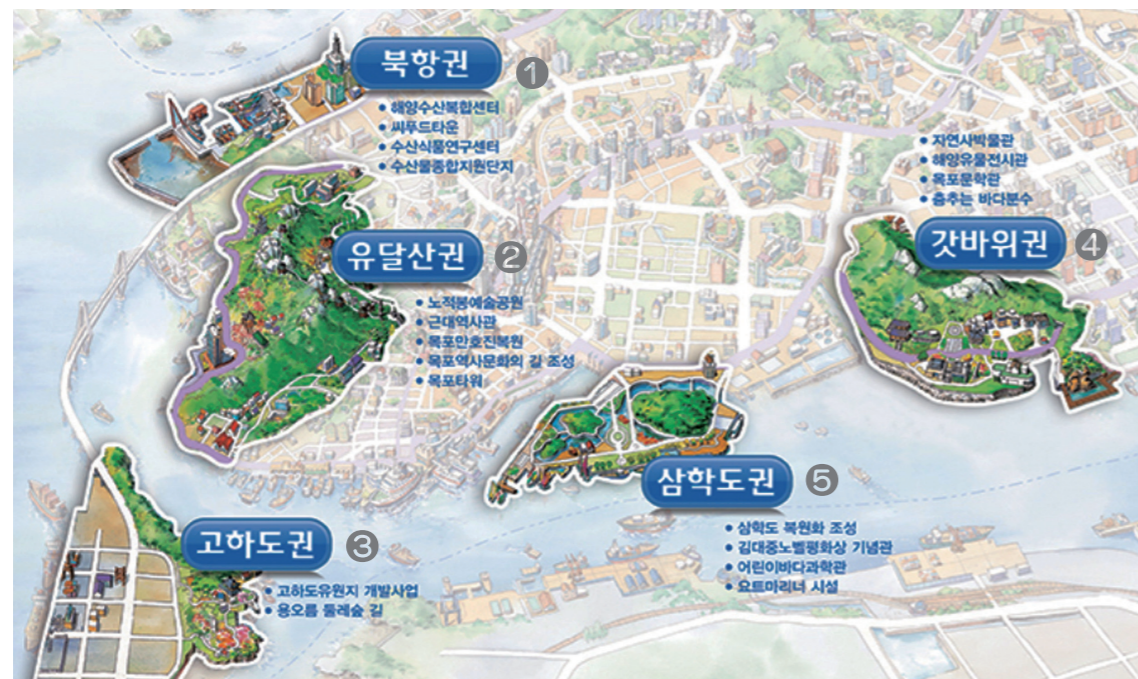 북항권 ❶
• 해양수산복합센터
• 씨푸드타운
• 수산식품연구센터
• 수산물종합지원단지
유달산권 ❷
• 노적봉예술공원
• 근대역사관
• 목포만호진복원
• 목포역사문화의 길 조성
• 목포타워
고하도권 ❸
• 고하도유원지 개발사업
• 용오름 둘레숲 길
• 자연사박물관
• 해양유물전시관
• 목포문학관
• 춤추는 바다분수
갓바위권 ❹
삼학도권 ❺
• 삼학도 복원화 조성
• 김대중노벨평화상 기념관
• 어린이바다과학관
• 요트마리너 시설